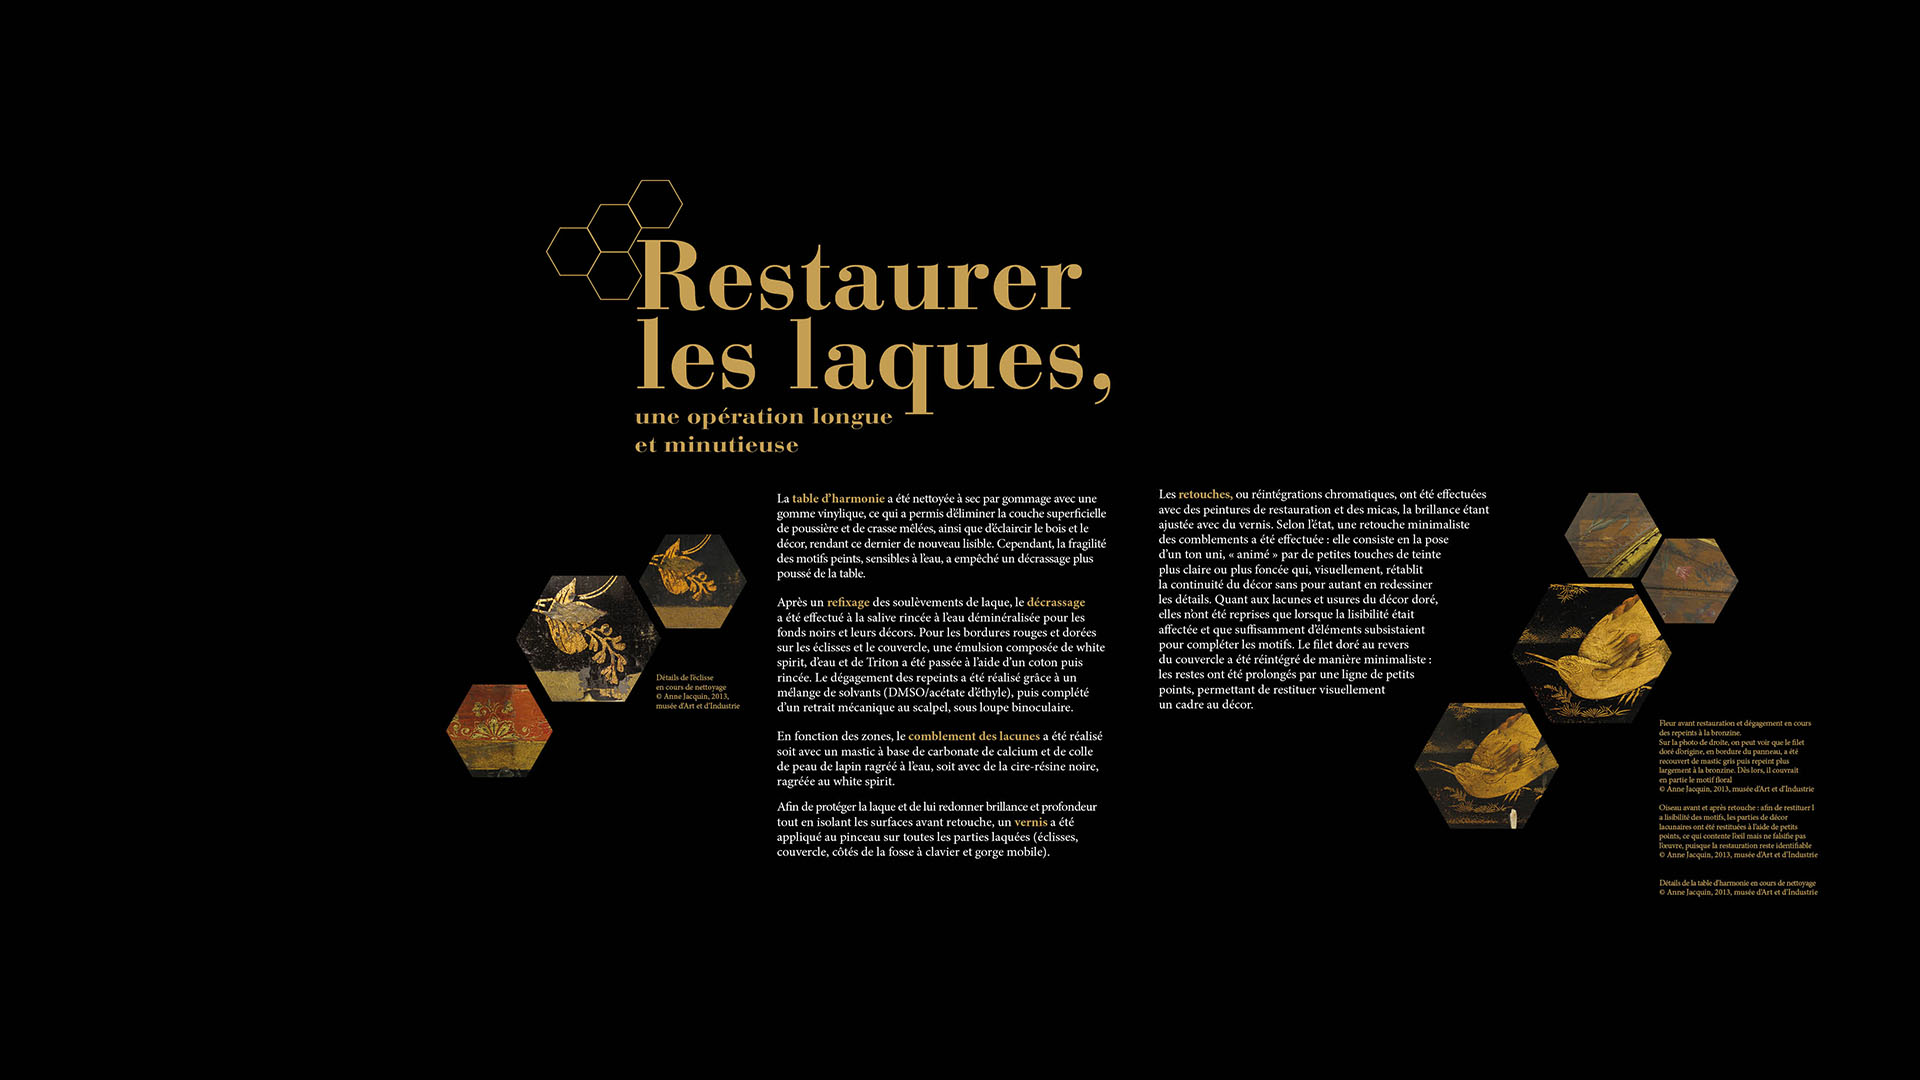 Restaurer
les laques,
une opération longue
et minutieuse
La table d'harmonie a été nettoyée à sec par gommage avec une
gomme vinylique, ce qui a permis d'éliminer la couche superficielle
de poussière et de crasse mêlées, ainsi que d'éclaircir le bois et le
décor, rendant ce dernier de nouveau lisible. Cependant, la fragilité
des motifs peints, sensibles à l'eau, a empêché un décrassage plus
poussé de la table.
Après un refixage des soulèvements de laque, le décrassage
a été effectué à la salive rincée à l'eau déminéralisée pour les
fonds noirs et leurs décors. Pour les bordures rouges et dorées
sur les éclisses et le couvercle, une émulsion composée de white
spirit, d'eau et de Triton a été passée à l'aide d'un coton puis
rincée. Le dégagement des repeints a été réalisé grâce à un
mélange de solvants (DMSO/acétate d'éthyle), puis complété
d'un retrait mécanique au scalpel, sous loupe binoculaire.
En fonction des zones, le comblement des lacunes a été réalisé
soit avec un mastic à base de carbonate de calcium et de colle
de peau de lapin ragréé à l'eau, soit avec de la cire-résine noire,
ragréée au white spirit.
Afin de protéger la laque et de lui redonner brillance et profondeur
tout en isolant les surfaces avant retouche, un vernis a été
appliqué au pinceau sur toutes les parties laquées (éclisses,
couvercle, côtés de la fosse à clavier et gorge mobile).
Les retouches, ou réintégrations chromatiques, ont été effectuées
avec des peintures de restauration et des micas, la brillance étant
ajustée avec du vernis. Selon l'état, une retouche minimaliste
des comblements a été effectuée : elle consiste en la pose
d'un ton uni, « animé » par de petites touches de teinte
plus claire ou plus foncée qui, visuellement, rétablit
la continuité du décor sans pour autant en redessiner
les détails. Quant aux lacunes et usures du décor doré,
elles n'ont été reprises que lorsque la lisibilité était
affectée et que suffisamment d'éléments subsistaient
pour compléter les motifs. Le filet doré au revers
du couvercle a été réintégré de manière minimaliste :
les restes ont été prolongés par une ligne de petits
points, permettant de restituer visuellement
un cadre au décor.
Détails de l'éclisse
en cours de nettoyage
© Anne Jacquin, 2013,
musée d'Art et d'Industrie
Fleur avant restauration et dégagement en cours
des repeints à la bronzine.
Sur la photo de droite, on peut voir que le filet
doré d'origine, en bordure du panneau, a été
recouvert de mastic gris puis repeint plus
largement à la bronzine. Dès lors, il couvrait
en partie le motif floral
© Anne Jacquin, 2013, musée d'Art et d'Industrie
Oiseau avant et après retouche : afin de restituer l
a lisibilité des motifs, les parties de décor
lacunaires ont été restituées à l'aide de petits
points, ce qui contente l'œil mais ne falsifie pas
l'œuvre, puisque la restauration reste identifiable
© Anne Jacquin, 2013, musée d'Art et d'Industrie
Détails de la table d'harmonie en cours de nettoyage
© Anne Jacquin, 2013, musée d'Art et d'Industrie